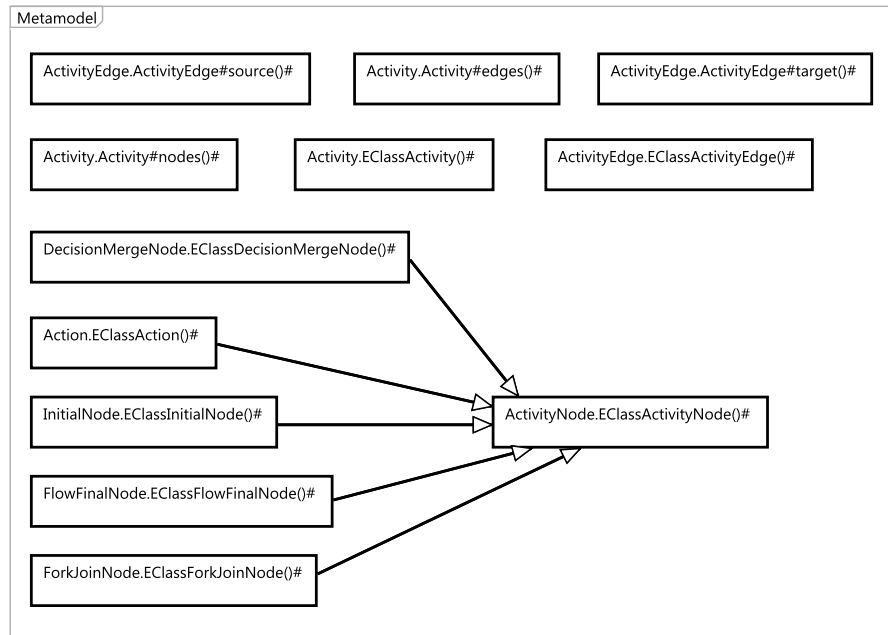 Metamodel
ActivityEdge.ActivityEdge#source()#
Activity.Activity#edges()#
ActivityEdge.ActivityEdge#target()#
Activity.Activity#nodes()#
Activity.EClassActivity()#
ActivityEdge.EClassActivityEdge()#
DecisionMergeNode.EClassDecisionMergeNode()#
Action.EClassAction()#
InitialNode.EClassInitialNode()#
ActivityNode.EClassActivityNode()#
FlowFinalNode.EClassFlowFinalNode()#
ForkJoinNode.EClassForkJoinNode()#